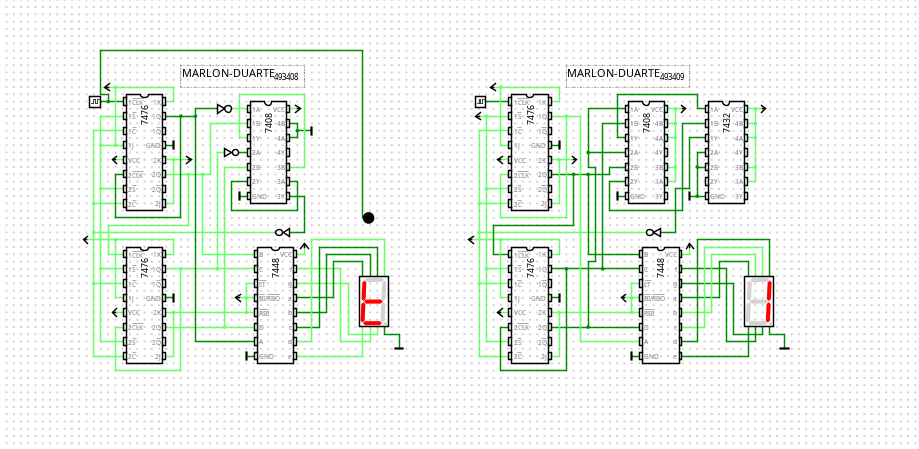 MARLON-DUARTE493408
MARLON-DUARTE493409
7476
1CLK
1S
1C
1J
VCC
2CLK
2S
2C
1K
1Q
1Q
GND
2K
2Q
2Q
2J
7408
1A
1B
1Y
2A
2B
2Y
GND
VCC
4B
4A
4Y
3B
3A
3Y
7476
1CLK
1S
1C
1J
VCC
2CLK
2S
2C
1K
1Q
1Q
GND
2K
2Q
2Q
2J
7448
B
C
LT
BI/RBO
RBI
D
A
GND
VCC
f
g
a
b
c
d
e
7476
1CLK
1S
1C
1J
VCC
2CLK
2S
2C
1K
1Q
1Q
GND
2K
2Q
2Q
2J
7408
1A
1B
1Y
2A
2B
2Y
GND
VCC
4B
4A
4Y
3B
3A
3Y
7432
1A
1B
1Y
2A
2B
2Y
GND
VCC
4B
4A
4Y
3B
3A
3Y
7476
1CLK
1S
1C
1J
VCC
2CLK
2S
2C
1K
1Q
1Q
GND
2K
2Q
2Q
2J
7448
B
C
LT
BI/RBO
RBI
D
A
GND
VCC
f
g
a
b
c
d
e